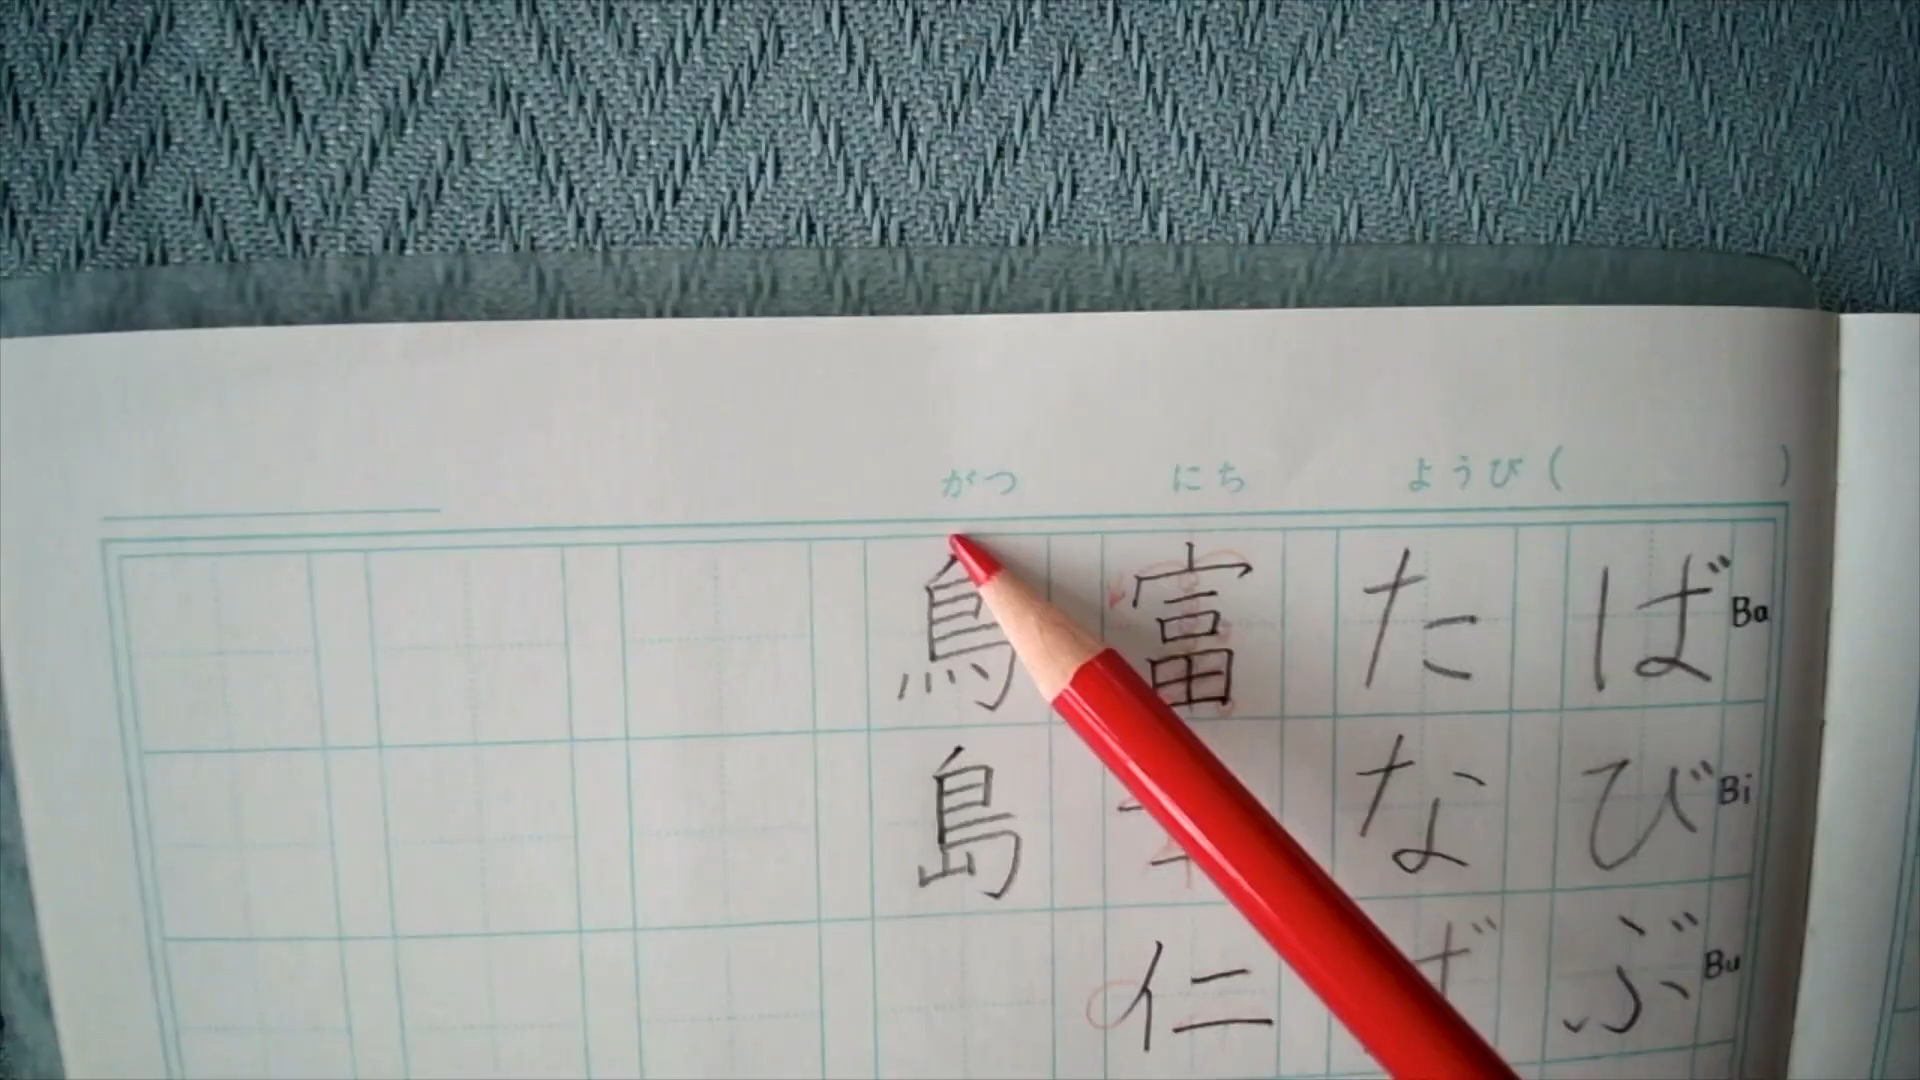 がつ にち ようび ( )
ば Ba
び Bi
ぶ Bu
た
な
ば
富
仁
鳥
島